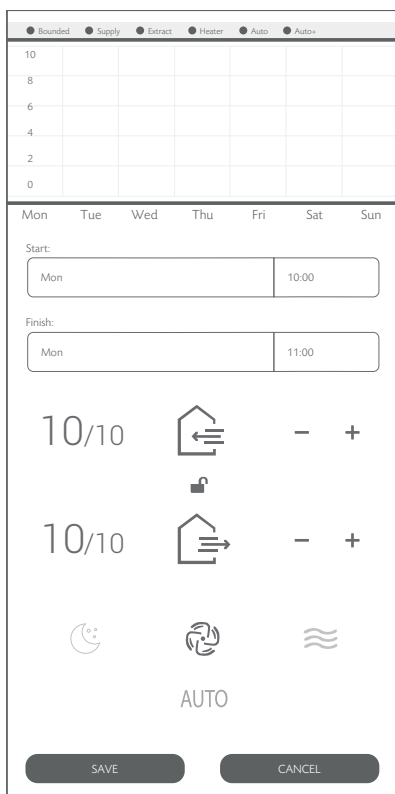 Bounded Supply Extract Heater Auto Auto+
10
8
6
4
2
0
Mon Tue Wed Thu Fri Sat Sun
Start:
Mon 10:00
Finish:
Mon 11:00
10/10 - +
10/10 - +
AUTO
SAVE CANCEL